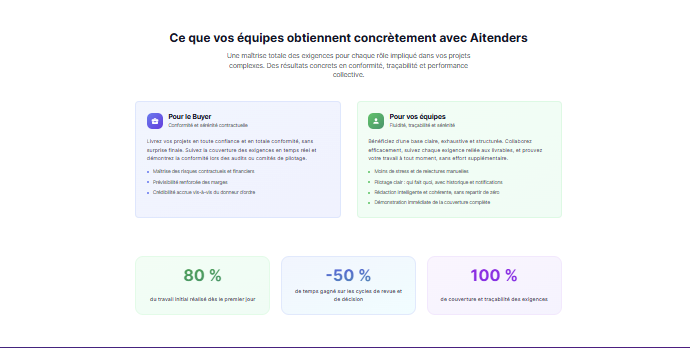 Ce que vos équipes obtiennent concrètement avec Aitenders
Une maîtrise totale des exigences pour chaque rôle impliqué dans vos projets
complexes. Des résultats concrets en conformité, traçabilité et performance
collective.
Pour le Buyer
Conformité et sérénité contractuelle
Livrez vos projets en toute confiance et en totale conformité, sans
surprise finale. Suivez la couverture des exigences en temps réel et
démontrez la conformité lors des audits ou comités de pilotage.
Maîtrise des risques contractuels et financiers
Prévisibilité renforcée des marges
Crédibilité accrue vis-à-vis du donneur d'ordre
Pour vos équipes
Fluidité, traçabilité et sérénité
Bénéficiez d'une base claire, exhaustive et structurée. Collaborez
efficacement, suivez chaque exigence reliée aux livrables, et prouvez
votre travail à tout moment, sans effort supplémentaire.
Moins de stress et de relectures manuelles
Pilotage clair : qui fait quoi, avec historique et notifications
Rédaction intelligente et cohérente, sans repartir de zéro
Démonstration immédiate de la couverture complète
80 %
du travail initial réalisé dès le premier jour
-50 %
de temps gagné sur les cycles de revue et
de décision
100 %
de couverture et traçabilité des exigences